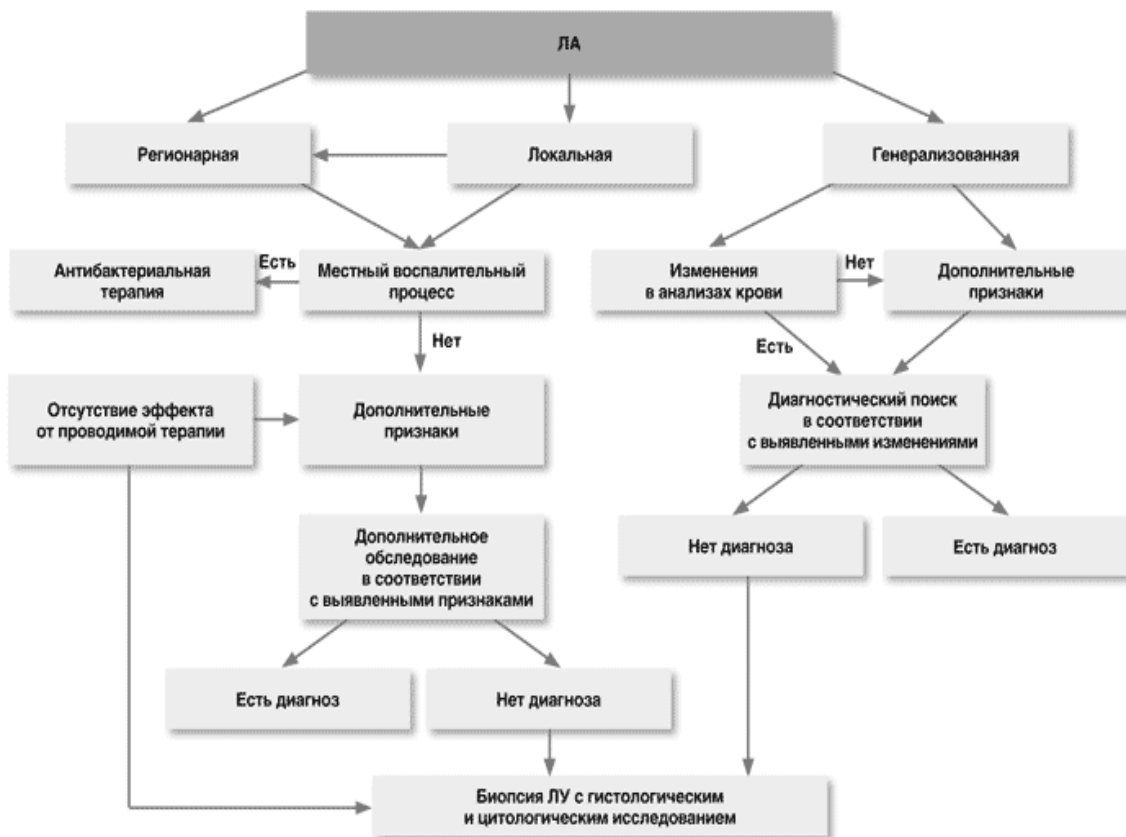 ЛА
Регионарная
Локальная
Генерализованная
Антибактериальная
терапия
Есть
Местный воспалительный
процесс
Изменения
в анализах крови
Нет
Дополнительные
признаки
Нет
Есть
Отсутствие эффекта
от проводимой терапии
Дополнительные
признаки
Диагностический поиск
в соответствии
с выявленными изменениями
Дополнительное
обследование
в соответствии
с выявленными признаками
Нет диагноза
Есть диагноз
Есть диагноз
Нет диагноза
Биопсия ЛУ с гистологическим
и цитологическим исследованием